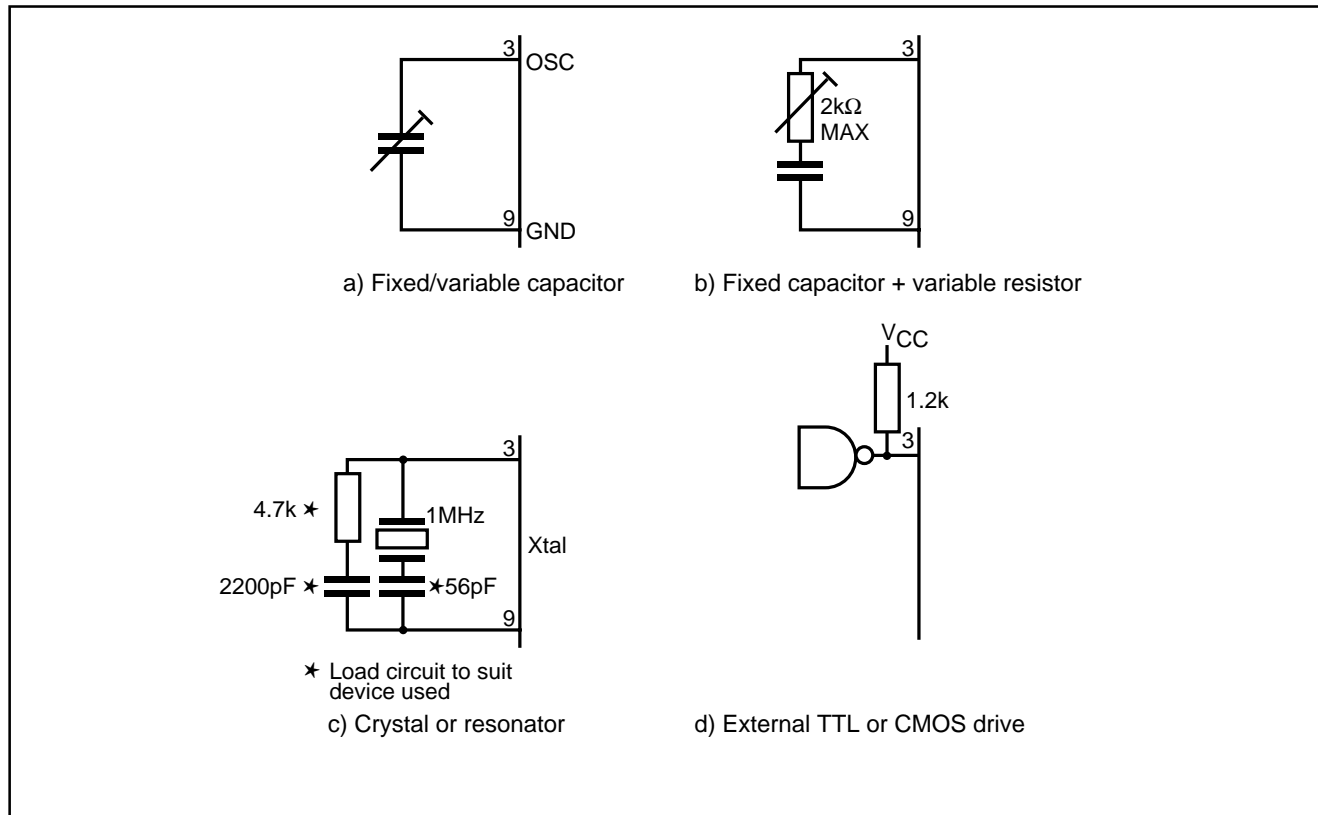 3
OSC
9
GND
a) Fixed/variable capacitor
3
2kΩ
MAX
9
b) Fixed capacitor + variable resistor
3
4.7k ★
1MHz
Xtal
2200pF ★
★56pF
9
★ Load circuit to suit
device used
c) Crystal or resonator
VCC
1.2k
3
d) External TTL or CMOS drive